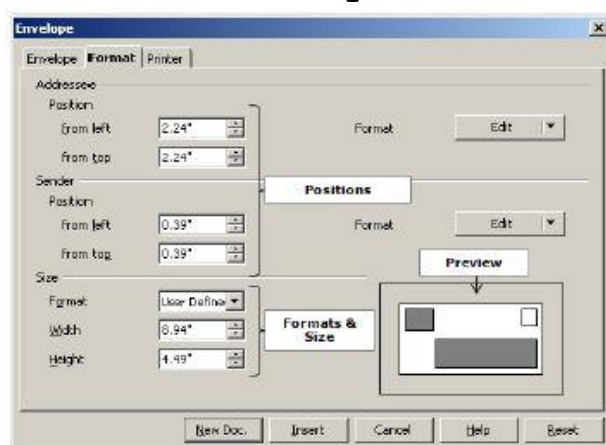 Envelope
Envelope Format Printer
Addressee
Position
from left 2.24" Format Edit
from top 2.24"
Sender
Positions
Position
from left 0.39" Format Edit
from top 0.39"
Preview
Size
Format User Define
Formats &
Size
Width 8.94"
Height 4.49"
New Doc. Insert Cancel Help Reset